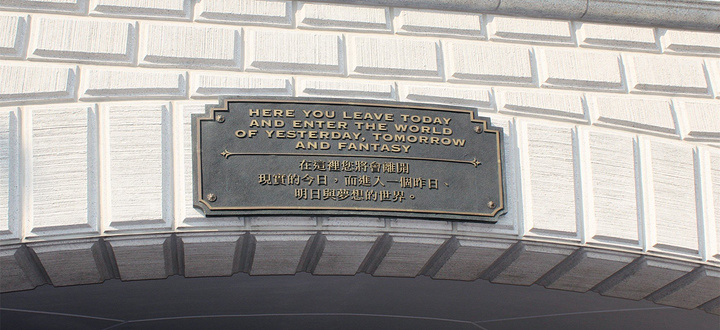 HERE YOU LEAVE TODAY
AND ENTER THE WORLD
OF YESTERDAY, TOMORROW
AND FANTASY
在這裡您將會離開
現實的今日，而進入一個昨日、
明日與夢想的世界。